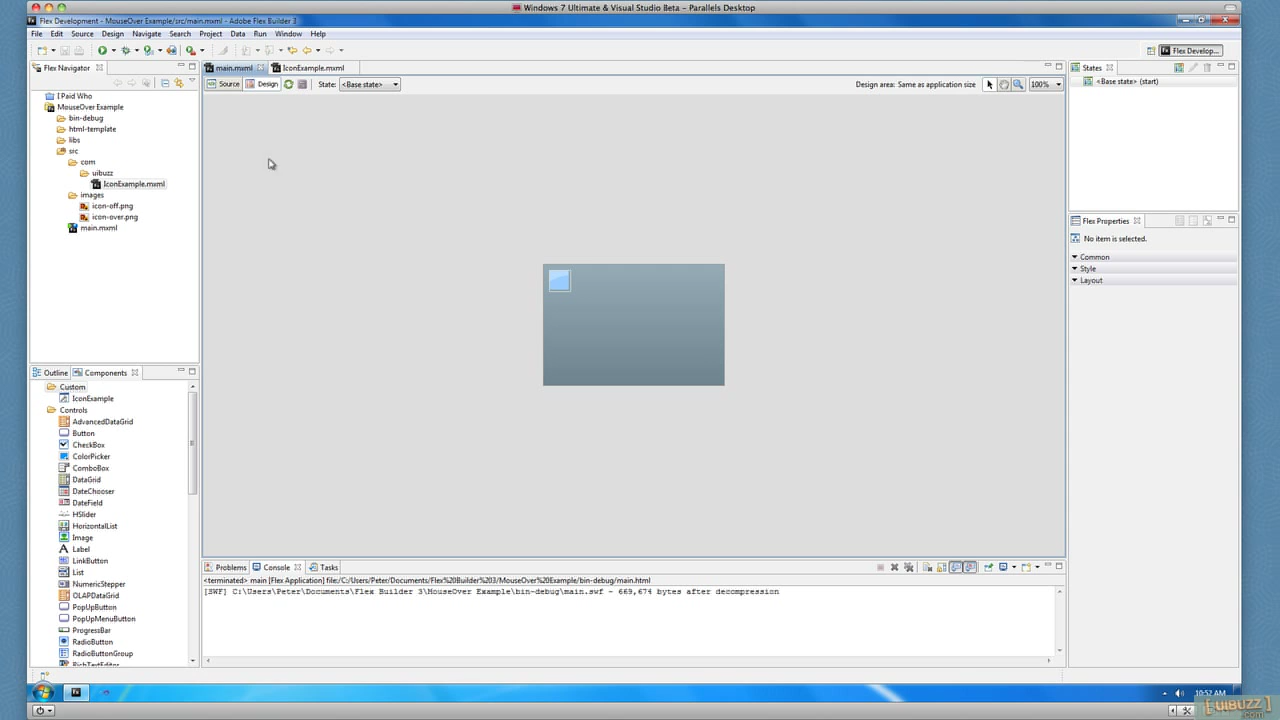 Windows 7 Ultimate & Visual Studio Beta - Parallels Desktop
Flex Development - MouseOver Example/src/main.mxml - Adobe Flex Builder 3
File Edit Source Design Navigate Search Project Data Run Window Help
Flex Develop...
Flex Navigator
main.mxml
IconExample.mxml
States
Source
Design
State:
<Base state>
Design area: Same as application size
100%
<Base state> (start)
I Paid Who
MouseOver Example
bin-debug
html-template
libs
src
com
uibuzz
IconExample.mxml
images
icon-off.png
icon-over.png
main.mxml
Flex Properties
No item is selected.
Common
Style
Layout
Outline
Components
Custom
IconExample
Controls
AdvancedDataGrid
Button
CheckBox
ColorPicker
ComboBox
DataGrid
DateChooser
DateField
HSlider
HorizontalList
Image
Label
LinkButton
List
NumericStepper
OLAPDataGrid
PopUpButton
PopUpMenuButton
ProgressBar
RadioButton
RadioButtonGroup
RichTextEditor
Problems
Console
Tasks
<terminated> main [Flex Application] file:/C:/Users/Peter/Documents/Flex%20Builder%203/MouseOver%20Example/bin-debug/main.html
[SWF] C:\Users\Peter\Documents\Flex Builder 3\MouseOver Example\bin-debug\main.swf - 669,674 bytes after decompression
10:52 AM
[UIBUZZ]
.com